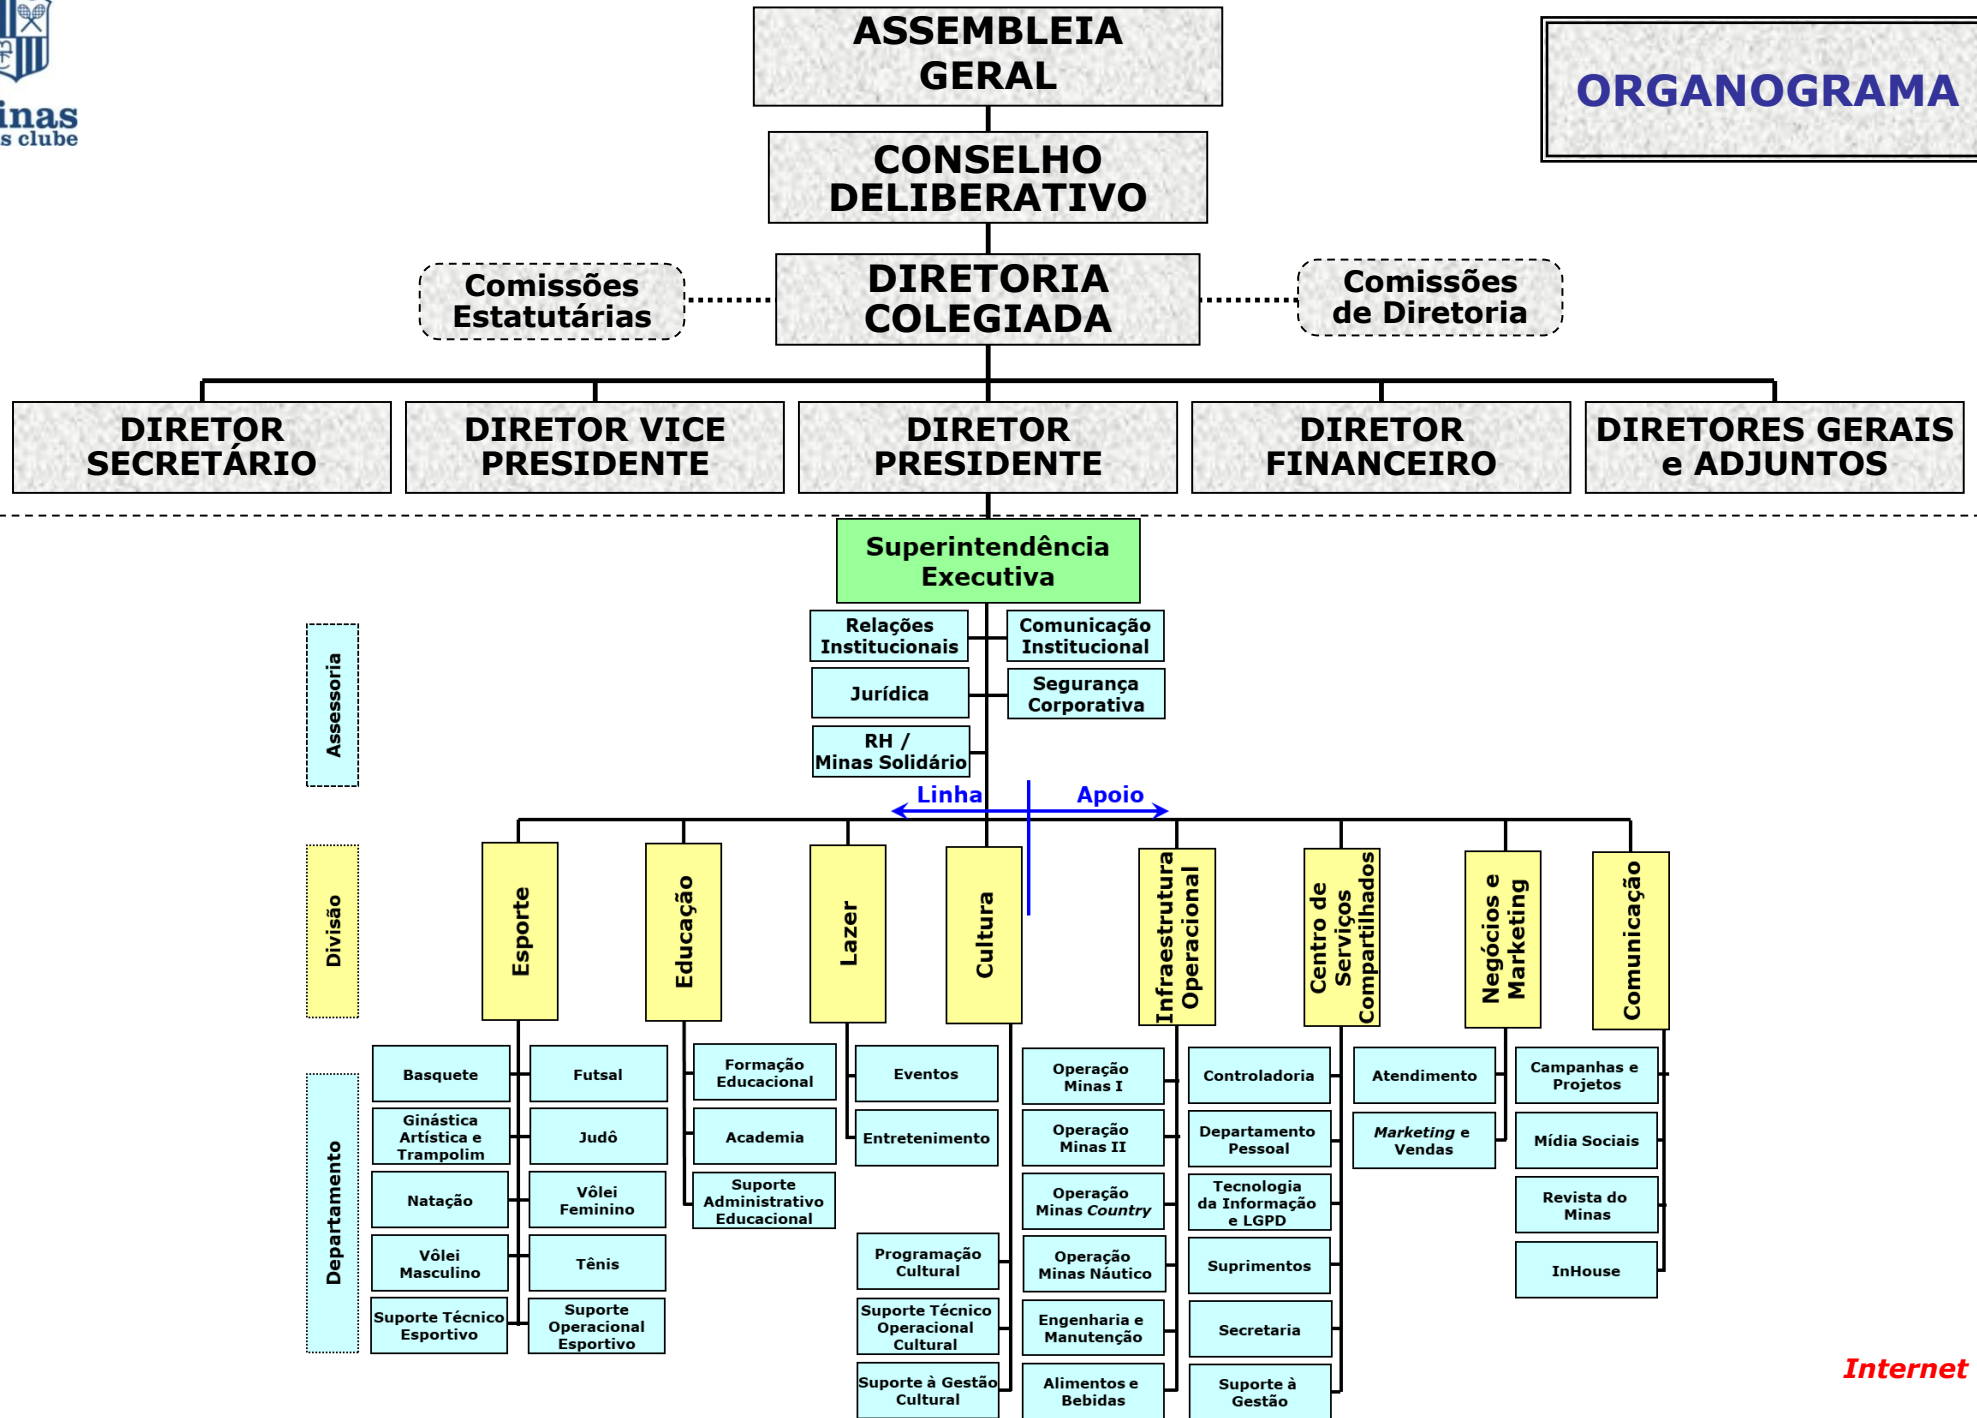 ASSEMBLEIA
GERAL
ORGANOGRAMA
inas
s clube
CONSELHO
DELIBERATIVO
Comissões
Estatutárias
DIRETORIA
COLEGIADA
Comissões
de Diretoria
DIRETOR
SECRETÁRIO
DIRETOR VICE
PRESIDENTE
DIRETOR
PRESIDENTE
DIRETOR
FINANCEIRO
DIRETORES GERAIS
e ADJUNTOS
Superintendência
Executiva
Assessoria
Relações
Institucionais
Comunicação
Institucional
Jurídica
Segurança
Corporativa
RH /
Minas Solidário
Linha
Apoio
Divisão
Esporte
Educação
Lazer
Cultura
Infraestrutura
Operacional
Centro de
Serviços
Compartilhados
Negócios e
Marketing
Comunicação
Departamento
Basquete
Futsal
Ginástica
Artística e
Trampolim
Judô
Natação
Vôlei
Feminino
Vôlei
Masculino
Tênis
Suporte Técnico
Esportivo
Suporte
Operacional
Esportivo
Formação
Educacional
Academia
Suporte
Administrativo
Educacional
Eventos
Entretenimento
Programação
Cultural
Suporte Técnico
Operacional
Cultural
Suporte à Gestão
Cultural
Operação
Minas I
Operação
Minas II
Operação
Minas Country
Operação
Minas Náutico
Engenharia e
Manutenção
Alimentos e
Bebidas
Controladoria
Departamento
Pessoal
Tecnologia
da Informação
e LGPD
Suprimentos
Secretaria
Suporte à
Gestão
Atendimento
Marketing e
Vendas
Campanhas e
Projetos
Mídia Sociais
Revista do
Minas
InHouse
Internet